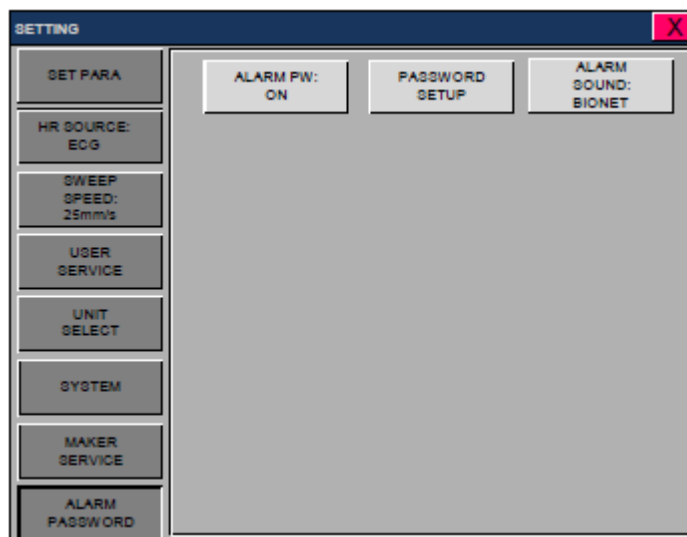 SETTING
X
SET PARA
HR SOURCE:
ECG
SWEEP
SPEED:
25mm/s
USER
SERVICE
UNIT
SELECT
SYSTEM
MAKER
SERVICE
ALARM
PASSWORD
ALARM PW:
ON
PASSWORD
SETUP
ALARM
SOUND:
BIONET